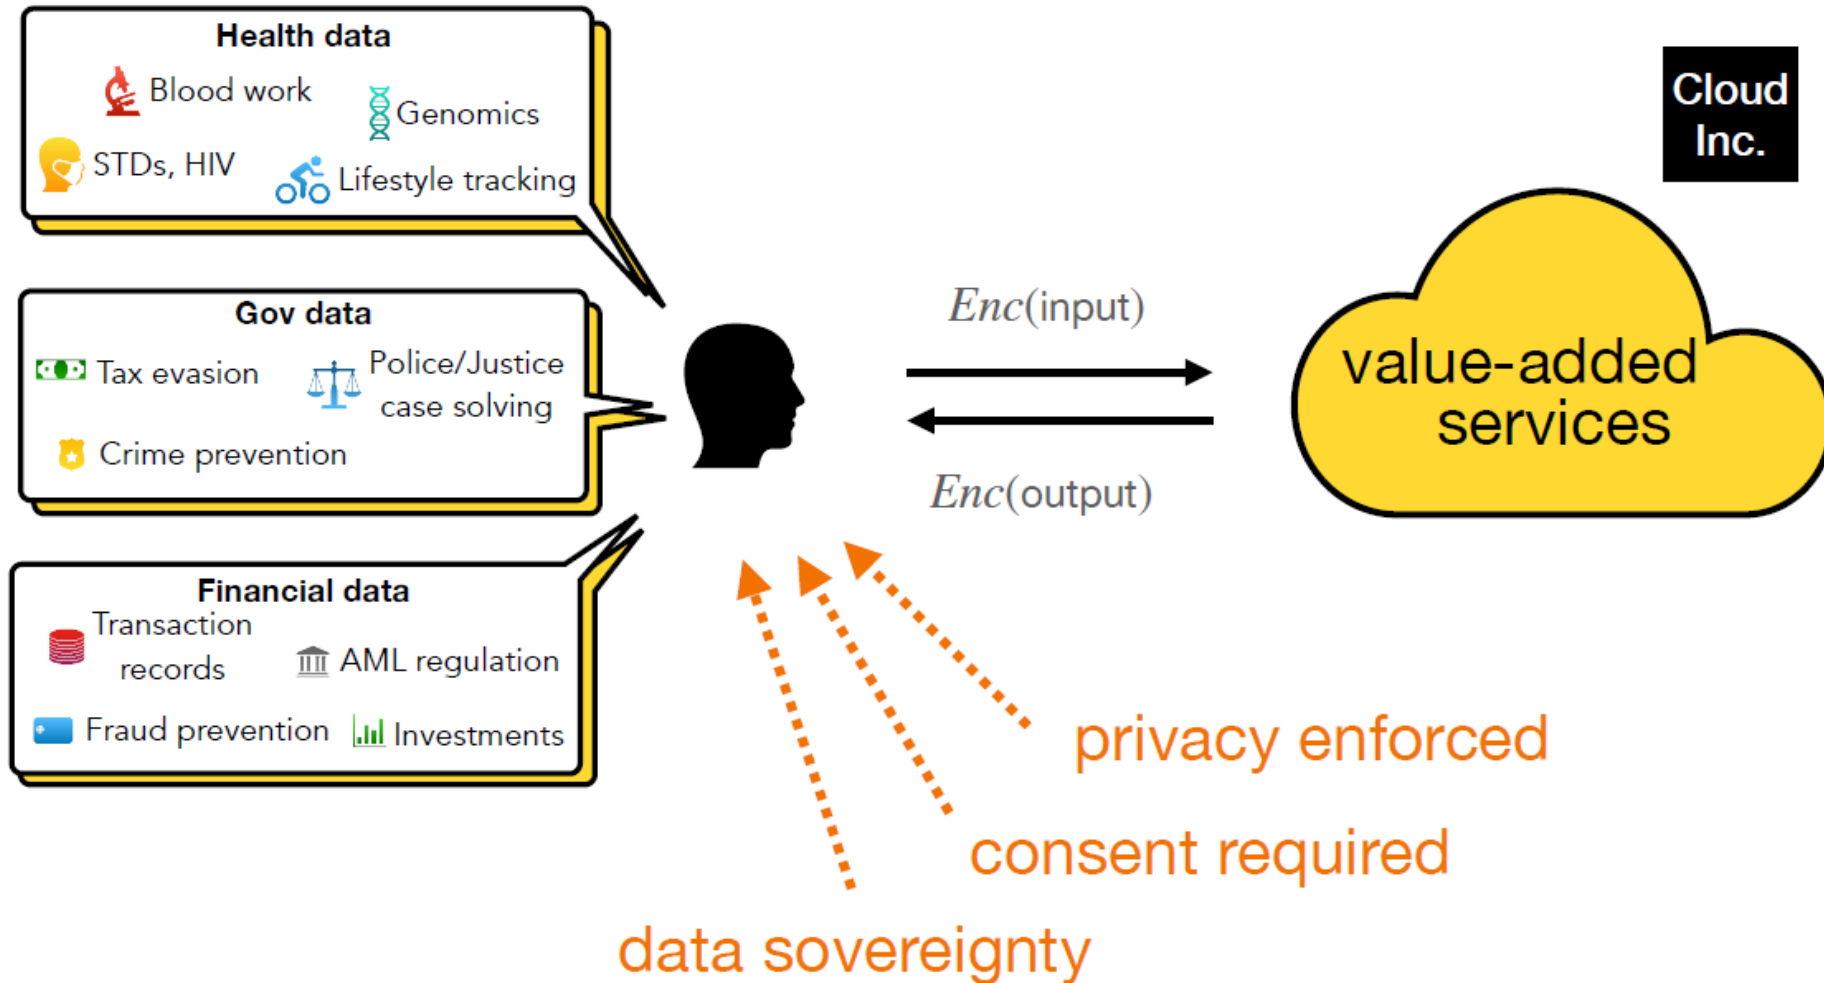 Health data
Blood work
Genomics
STDs, HIV
Lifestyle tracking
Gov data
Tax evasion
Police/Justice
case solving
Crime prevention
Financial data
Transaction
records
AML regulation
Fraud prevention
Investments
Enc(input)
Enc(output)
Cloud
Inc.
value-added
services
privacy enforced
consent required
data sovereignty